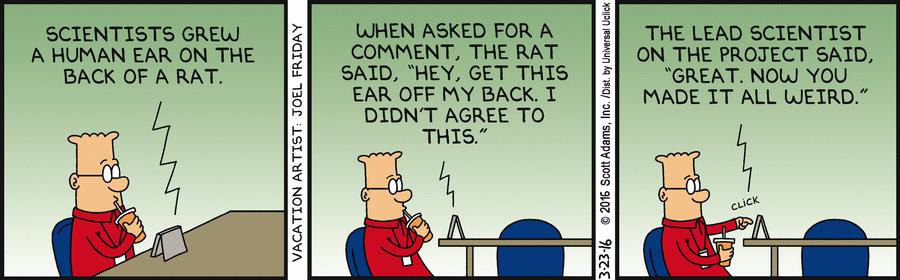 SCIENTISTS GREW
A HUMAN EAR ON THE
BACK OF A RAT.
VACATION ARTIST: JOEL FRIDAY
WHEN ASKED FOR A
COMMENT, THE RAT
SAID, "HEY, GET THIS
EAR OFF MY BACK. I
DIDN'T AGREE TO
THIS."
3-23-16 © 2016 Scott Adams, Inc. /Dist. by Universal Uclick
THE LEAD SCIENTIST
ON THE PROJECT SAID,
"GREAT. NOW YOU
MADE IT ALL WEIRD."
CLICK